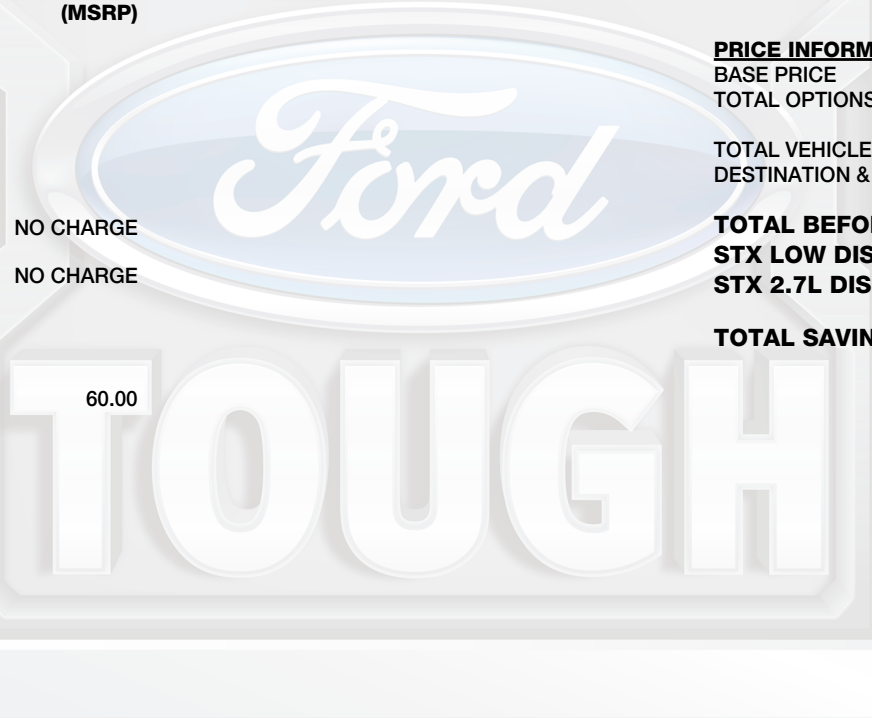 (MSRP)
NO CHARGE
NO CHARGE
60.00
PRICE INFORM
BASE PRICE
TOTAL OPTIONS
TOTAL VEHICLE
DESTINATION &
TOTAL BEFO
STX LOW DIS
STX 2.7L DIS
TOTAL SAVIN
Ford
TOUGH